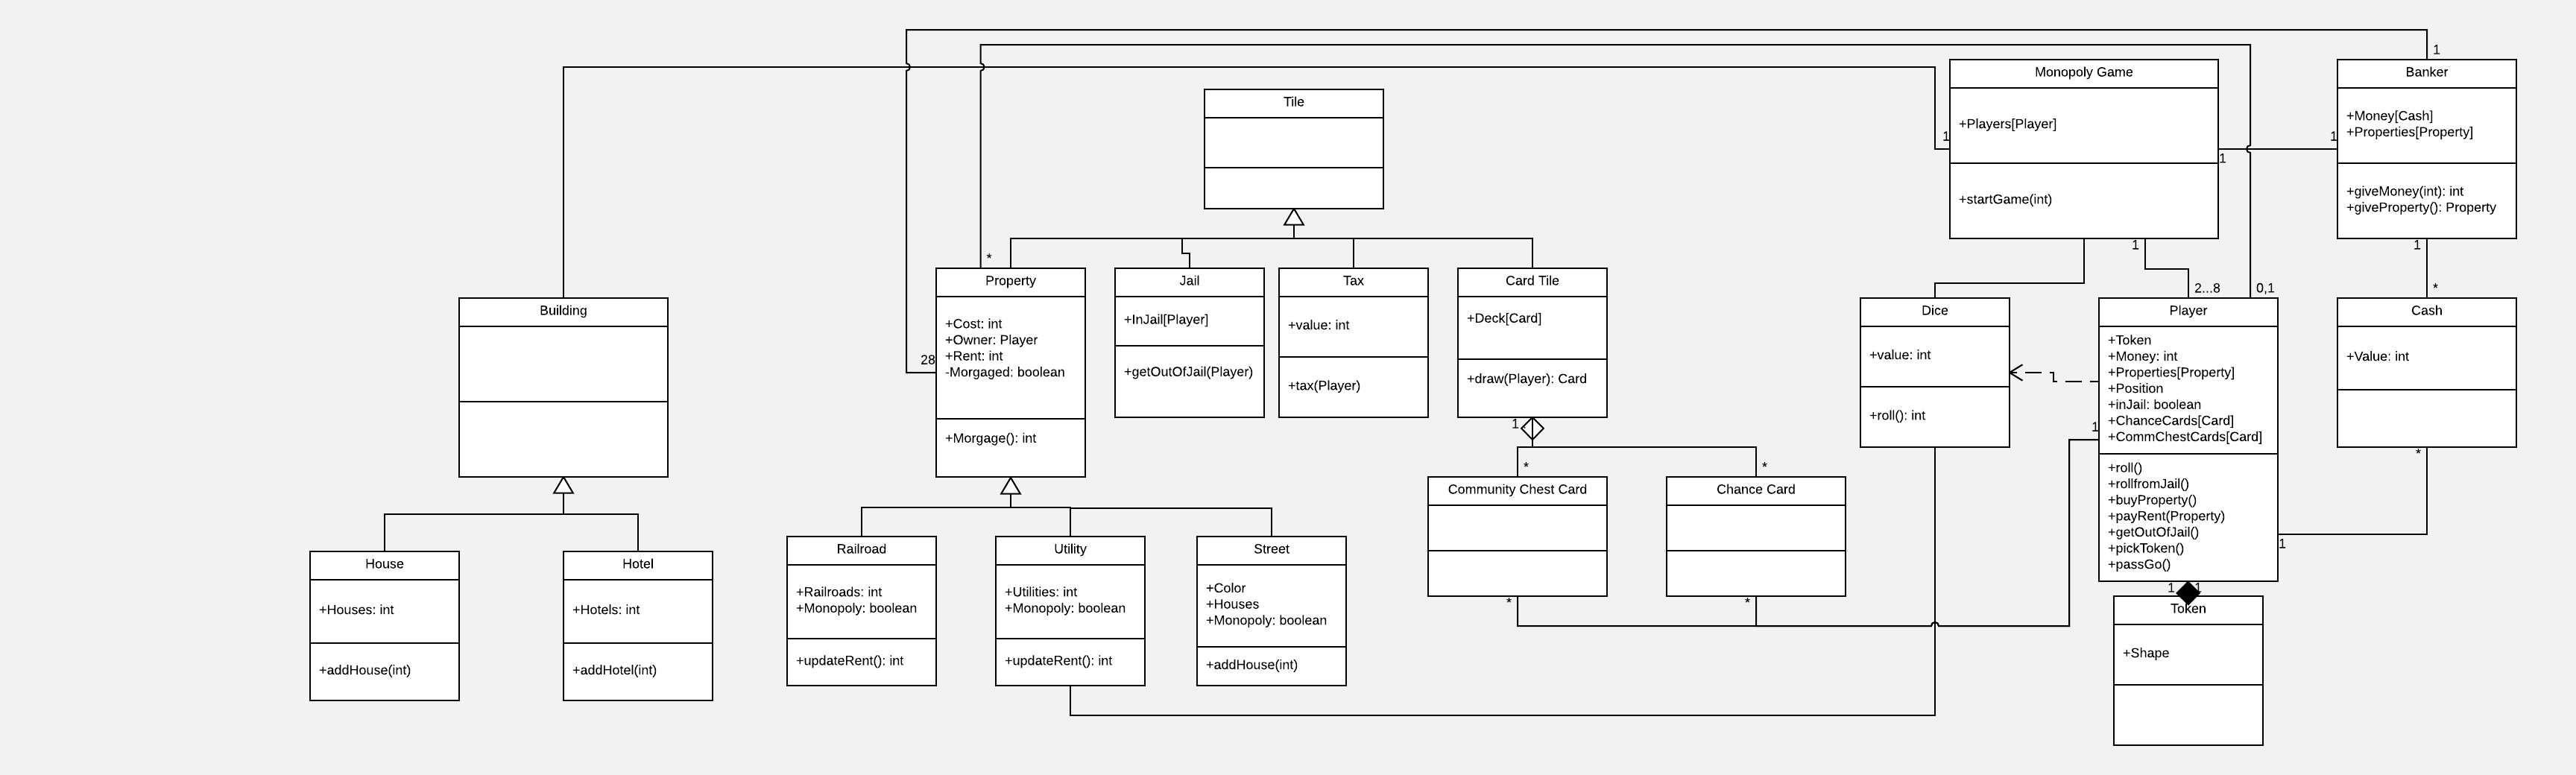 1
Monopoly Game
+Players[Player]
+startGame(int)
1
1
1
1
Banker
+Money[Cash]
+Properties[Property]
+giveMoney(int): int
+giveProperty(): Property
1
Tile
*
Property
+Cost: int
+Owner: Player
+Rent: int
-Morgaged: boolean
+Morgage(): int
28
Jail
+InJail[Player]
+getOutOfJail(Player)
Tax
+value: int
+tax(Player)
Card Tile
+Deck[Card]
+draw(Player): Card
1
*
*
Building
Dice
+value: int
+roll(): int
2...8
0,1
Player
+Token
+Money: int
+Properties[Property]
+Position
+inJail: boolean
+ChanceCards[Card]
+CommChestCards[Card]
+roll()
+rollfromJail()
+buyProperty()
+payRent(Property)
+getOutOfJail()
+pickToken()
+passGo()
1
1
*
Cash
+Value: int
*
Community Chest Card
*
Chance Card
*
House
+Houses: int
+addHouse(int)
Hotel
+Hotels: int
+addHotel(int)
Railroad
+Railroads: int
+Monopoly: boolean
+updateRent(): int
Utility
+Utilities: int
+Monopoly: boolean
+updateRent(): int
Street
+Color
+Houses
+Monopoly: boolean
+addHouse(int)
1
1
Token
+Shape